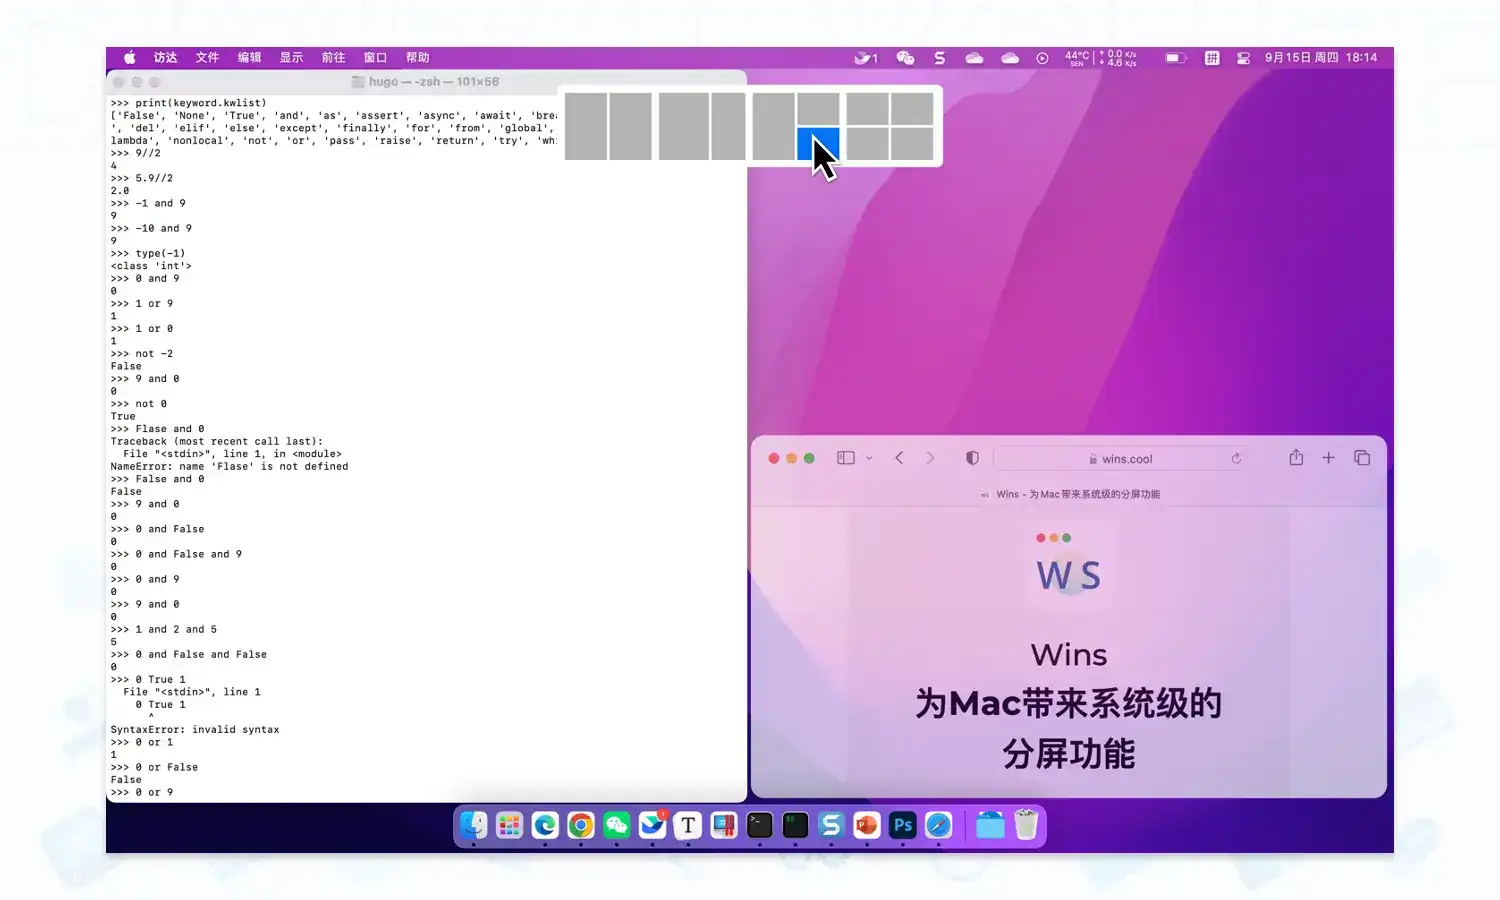 访达 文件 编辑 显示 前往 窗口 帮助
1 44°C SEN 0.0 K/s 4.6 K/s 拼 9月15日 周四 18:14
hugo — -zsh — 101×56
>>> print(keyword.kwlist)
['False', 'None', 'True', 'and', 'as', 'assert', 'async', 'await', 'brea
', 'del', 'elif', 'else', 'except', 'finally', 'for', 'from', 'global',
lambda', 'nonlocal', 'not', 'or', 'pass', 'raise', 'return', 'try', 'whi
>>> 9//2
4
>>> 5.9//2
2.0
>>> -1 and 9
9
>>> -10 and 9
9
>>> type(-1)
<class 'int'>
>>> 0 and 9
0
>>> 1 or 9
1
>>> 1 or 0
1
>>> not -2
False
>>> 9 and 0
0
>>> not 0
True
>>> Flase and 0
Traceback (most recent call last):
File "<stdin>", line 1, in <module>
NameError: name 'Flase' is not defined
>>> False and 0
False
>>> 9 and 0
0
>>> 0 and False
0
>>> 0 and False and 9
0
>>> 0 and 9
0
>>> 9 and 0
0
>>> 1 and 2 and 5
5
>>> 0 and False and False
0
>>> 0 True 1
File "<stdin>", line 1
0 True 1
^
SyntaxError: invalid syntax
>>> 0 or 1
1
>>> 0 or False
False
>>> 0 or 9
wins.cool
Wins - 为Mac带来系统级的分屏功能
W S
Wins
为Mac带来系统级的
分屏功能
T S P Ps